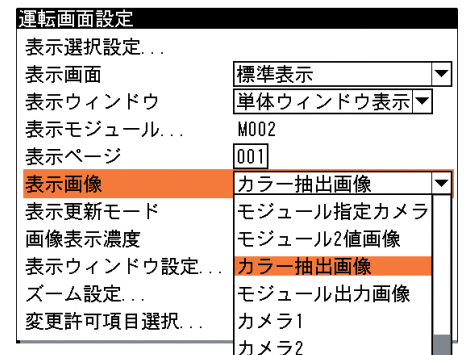 運転画面設定
表示選択設定...
表示画面 標準表示
表示ウィンドウ 単体ウィンドウ表示
表示モジュール... M002
表示ページ 001
表示画像 カラー抽出画像
表示更新モード モジュール指定カメラ
画像表示濃度 モジュール2値画像
表示ウィンドウ設定... カラー抽出画像
ズーム設定... モジュール出力画像
変更許可項目選択... カメラ1
カメラ2